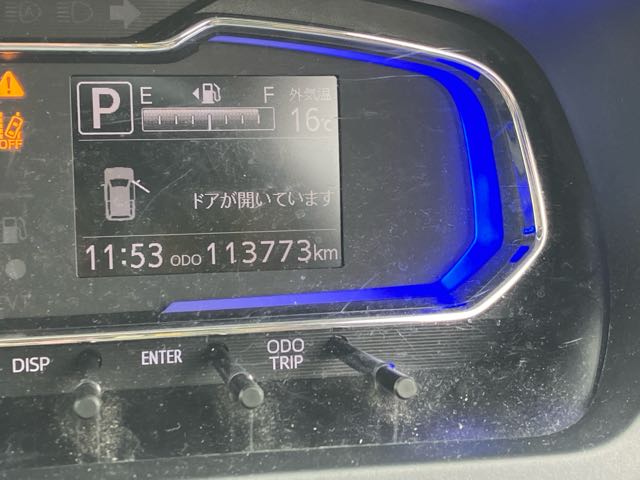 P E F 外気温
16℃
OFF
ドアが開いています
11:53 ODO 113773km
DISP ENTER ODO
TRIP